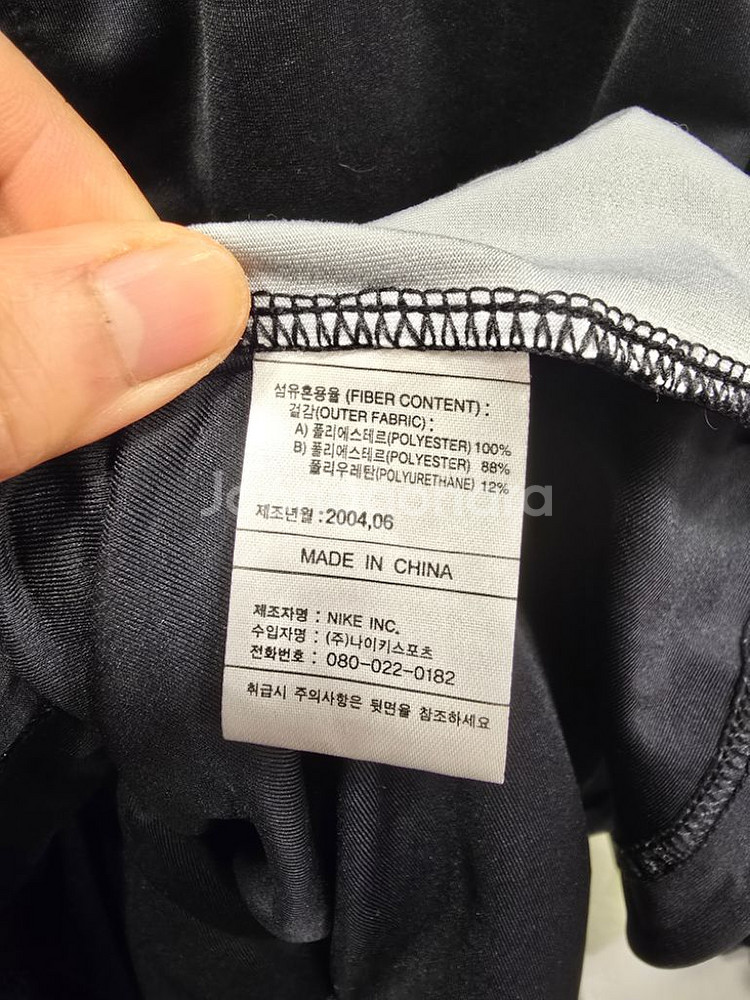 섬유혼용율 (FIBER CONTENT) :
겉감(OUTER FABRIC) :
A) 폴리에스테르(POLYESTER) 100%
B) 폴리에스테르(POLYESTER) 88%
폴리우레탄(POLYURETHANE) 12%
제조년월 : 2004,06
MADE IN CHINA
제조자명 : NIKE INC.
수입자명 : (주)나이키스포츠
전화번호 : 080-022-0182
취급시 주의사항은 뒷면을 참조하세요